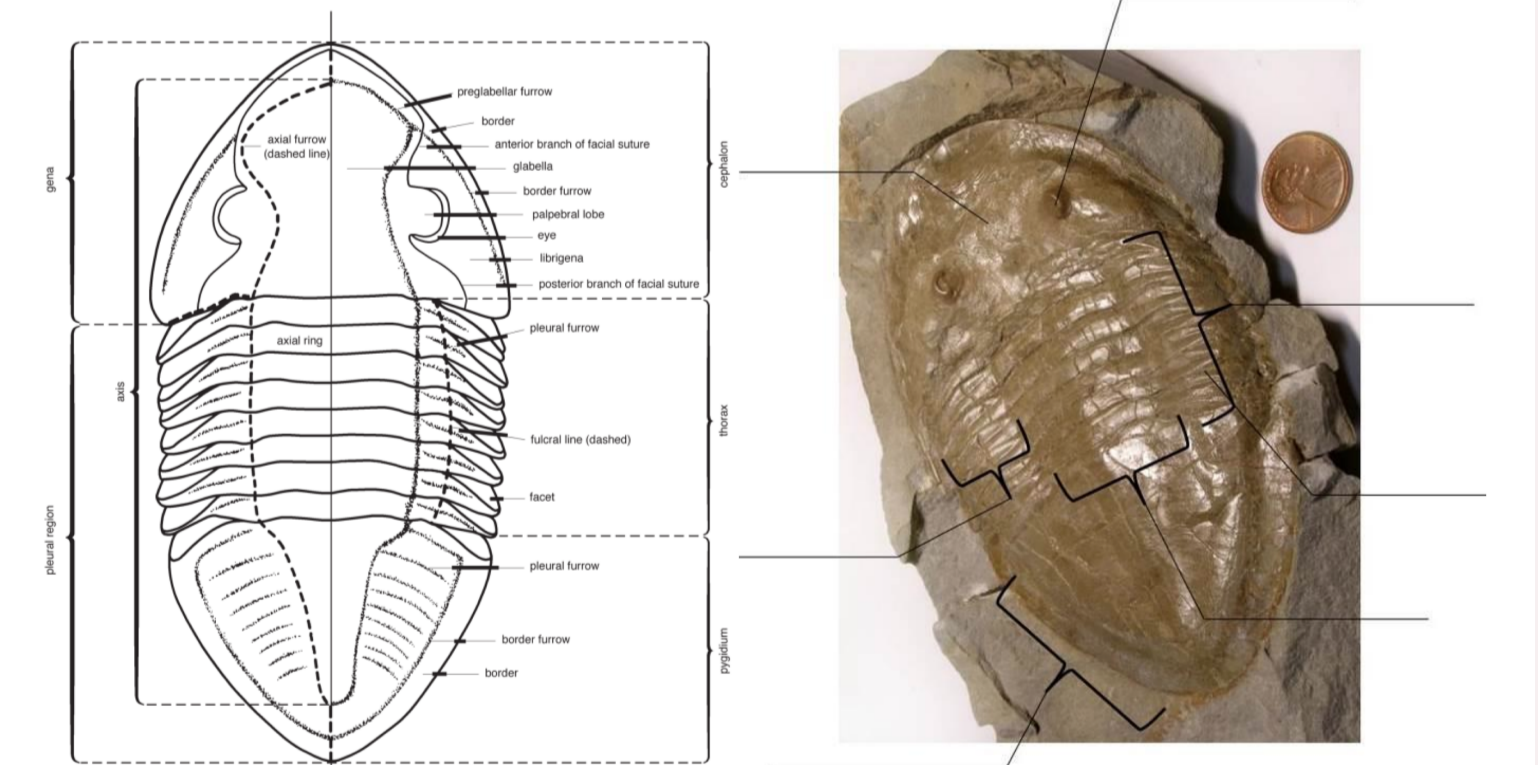 preglabellar furrow
border
axial furrow
(dashed line)
anterior branch of facial suture
glabella
border furrow
palpebral lobe
eye
librigena
posterior branch of facial suture
gena
cephalon
pleural furrow
axial ring
axis
thorax
fulcral line (dashed)
facet
pleural region
pleural furrow
border furrow
pygidium
border